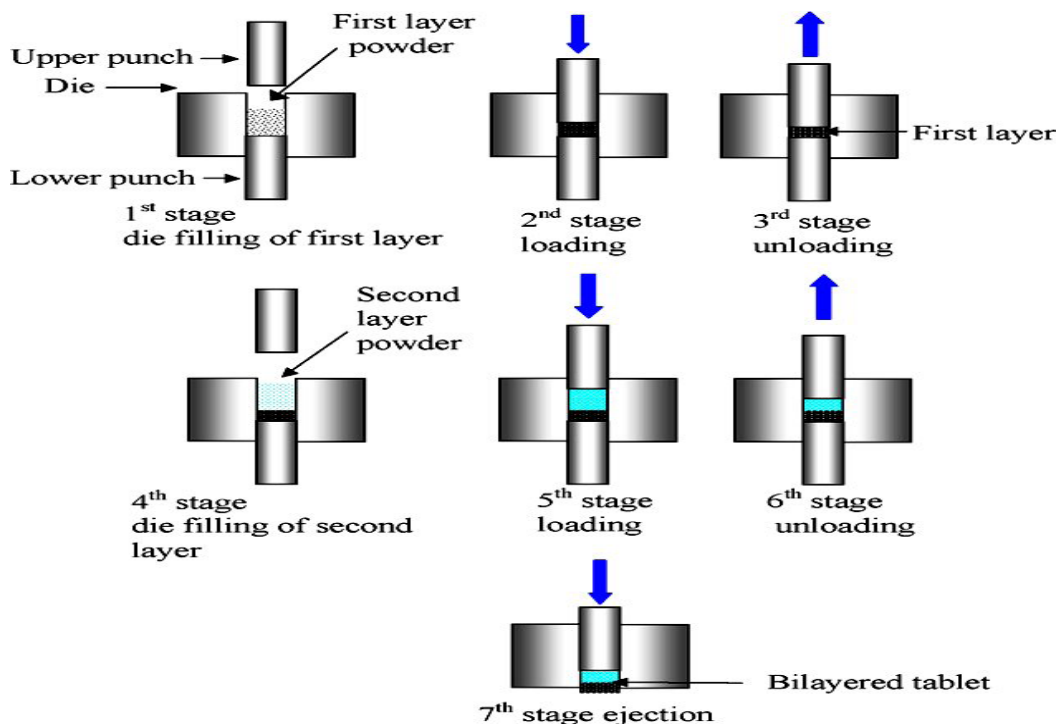 First layer
powder
Upper punch
Die
Lower punch
First layer
1st stage
die filling of first layer
2nd stage
loading
3rd stage
unloading
Second
layer
powder
4th stage
die filling of second
layer
5th stage
loading
6th stage
unloading
Bilayered tablet
7th stage ejection